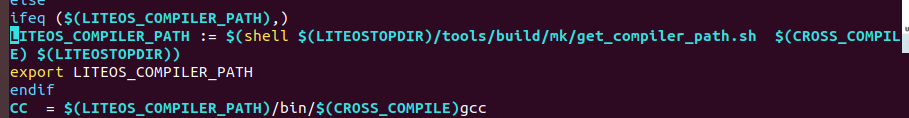 else
ifeq ($(LITEOS_COMPILER_PATH),)
LITEOS_COMPILER_PATH := $(shell $(LITEOSTOPDIR)/tools/build/mk/get_compiler_path.sh  $(CROSS_COMPIL
E) $(LITEOSTOPDIR))
export LITEOS_COMPILER_PATH
endif
CC  = $(LITEOS_COMPILER_PATH)/bin/$(CROSS_COMPILE)gcc